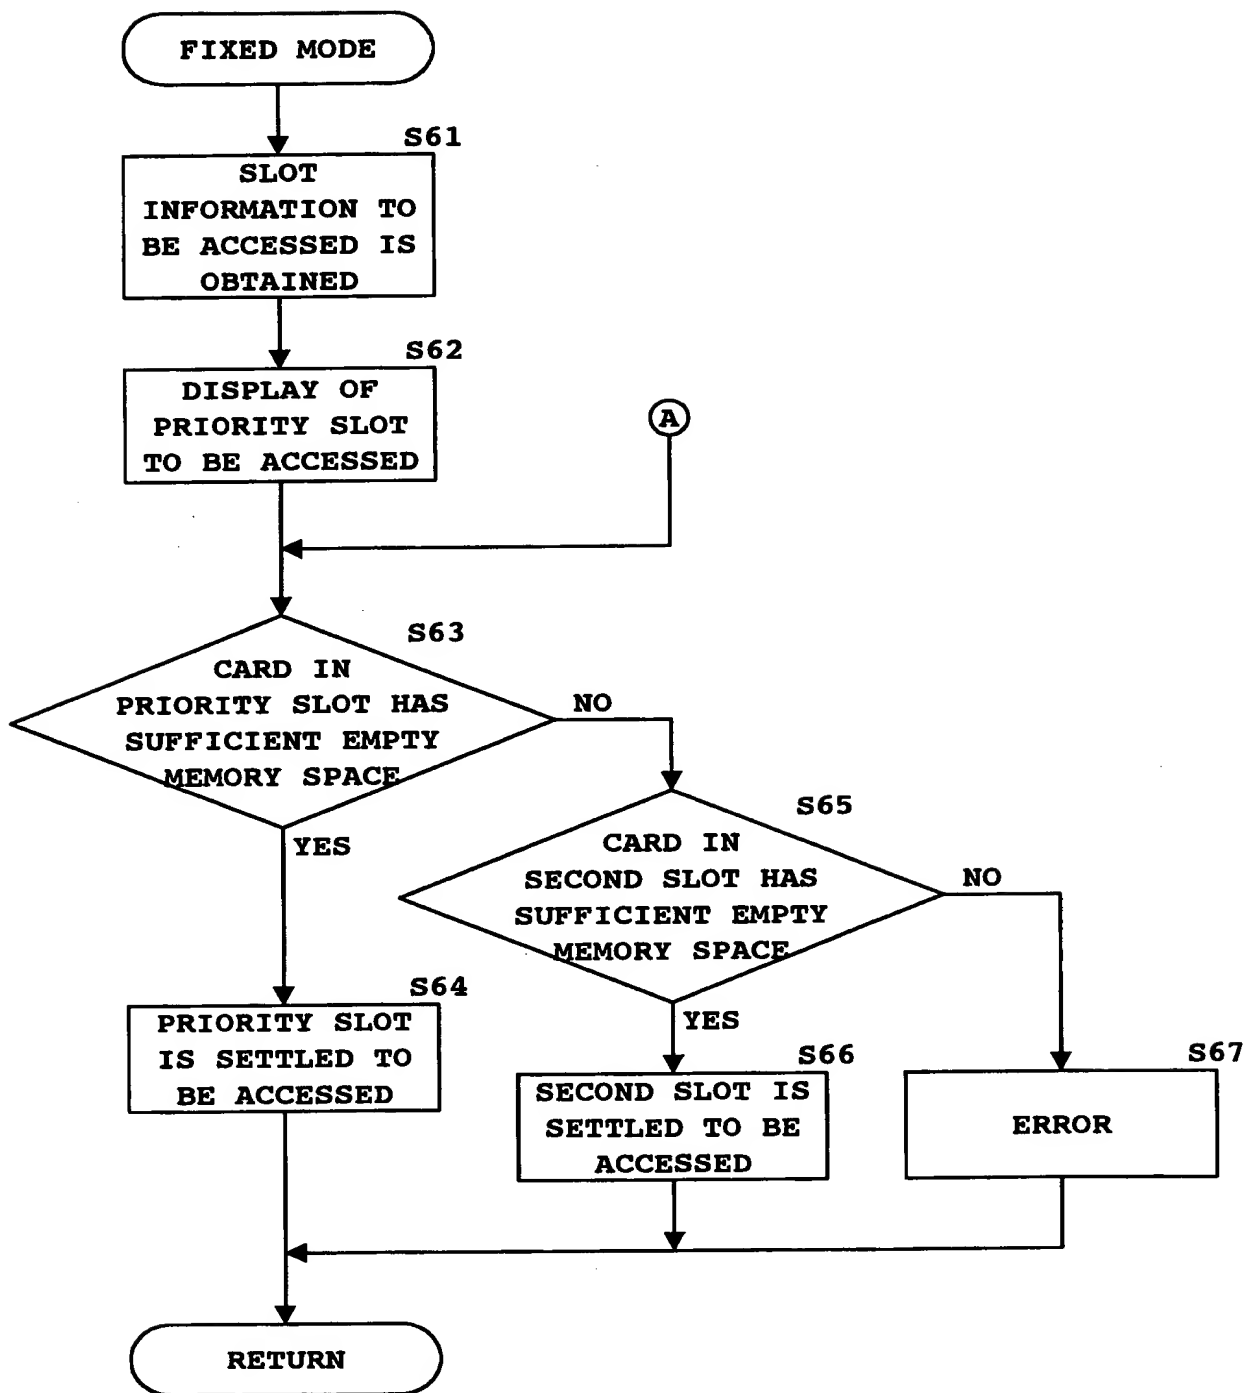 FIXED MODE
S61
SLOT
INFORMATION TO
BE ACCESSED IS
OBTAINED
S62
DISPLAY OF
PRIORITY SLOT
TO BE ACCESSED
A
S63
CARD IN
PRIORITY SLOT HAS
SUFFICIENT EMPTY
MEMORY SPACE
NO
YES
S65
CARD IN
SECOND SLOT HAS
SUFFICIENT EMPTY
MEMORY SPACE
NO
YES
S64
PRIORITY SLOT
IS SETTLED TO
BE ACCESSED
S66
SECOND SLOT IS
SETTLED TO BE
ACCESSED
S67
ERROR
RETURN